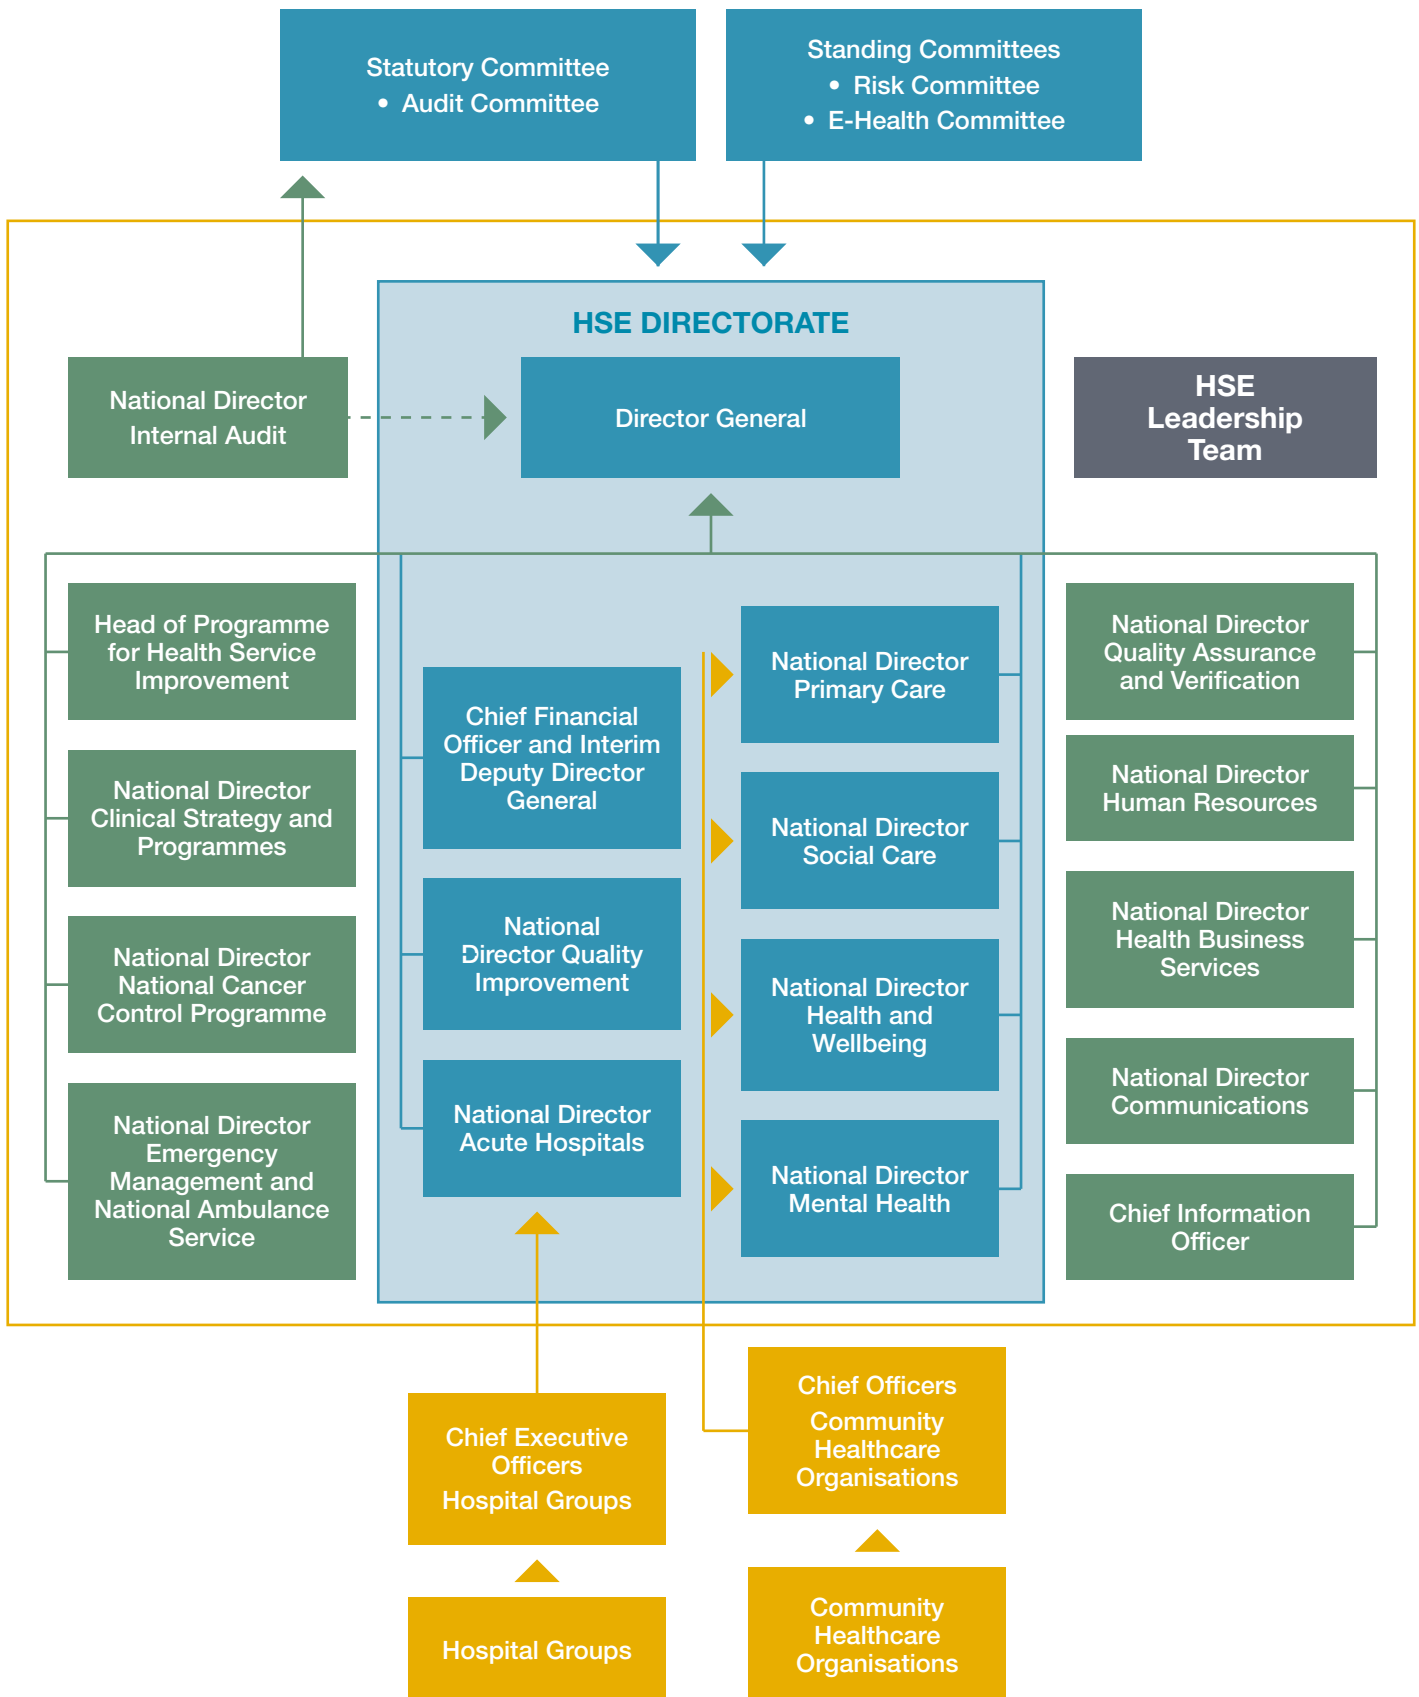 Statutory Committee
• Audit Committee
Standing Committees
• Risk Committee
• E-Health Committee
HSE DIRECTORATE
National Director
Internal Audit
Director General
HSE
Leadership
Team
Head of Programme
for Health Service
Improvement
National Director
Clinical Strategy and
Programmes
National Director
National Cancer
Control Programme
National Director
Emergency
Management and
National Ambulance
Service
Chief Financial
Officer and Interim
Deputy Director
General
National
Director Quality
Improvement
National Director
Acute Hospitals
National Director
Primary Care
National Director
Social Care
National Director
Health and
Wellbeing
National Director
Mental Health
National Director
Quality Assurance
and Verification
National Director
Human Resources
National Director
Health Business
Services
National Director
Communications
Chief Information
Officer
Chief Executive
Officers
Hospital Groups
Chief Officers
Community
Healthcare
Organisations
Hospital Groups
Community
Healthcare
Organisations